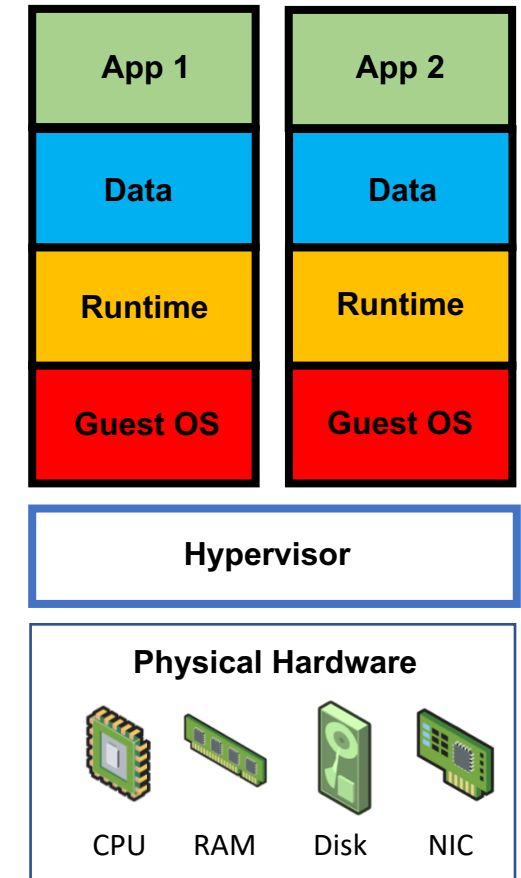 App 1
App 2
Data
Data
Runtime
Runtime
Guest OS
Guest OS
Hypervisor
Physical Hardware
CPU
RAM
Disk
NIC